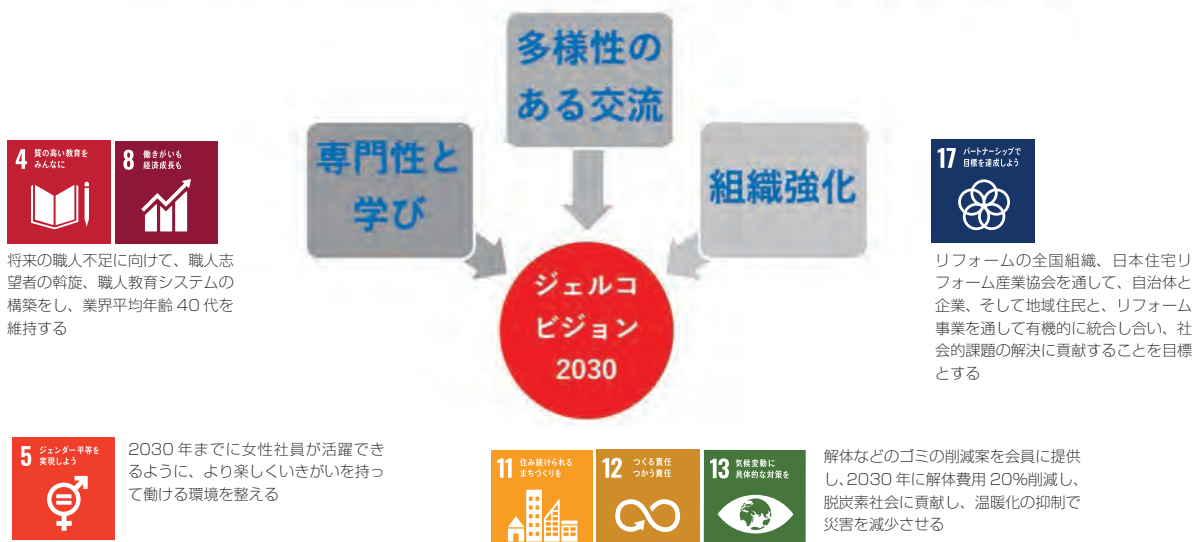 多様性の
ある交流
専門性と
学び
組織強化
ジェルコ
ビジョン
2030
4 質の高い教育を
みんなに
8 働きがいも
経済成長も
将来の職人不足に向けて、職人志
望者の斡旋、職人教育システムの
構築をし、業界平均年齢 40 代を
維持する
17 パートナーシップで
目標を達成しよう
リフォームの全国組織、日本住宅リ
フォーム産業協会を通して、自治体と
企業、そして地域住民と、リフォーム
事業を通して有機的に統合し合い、社
会的課題の解決に貢献することを目標
とする
5 ジェンダー平等を
実現しよう
2030 年までに女性社員が活躍でき
るように、より楽しくいきがいを持っ
て働ける環境を整える
11 住み続けられる
まちづくりを
12 つくる責任
つかう責任
13 気候変動に
具体的な対策を
解体などのゴミの削減案を会員に提供
し、2030 年に解体費用 20%削減し、
脱炭素社会に貢献し、温暖化の抑制で
災害を減少させる